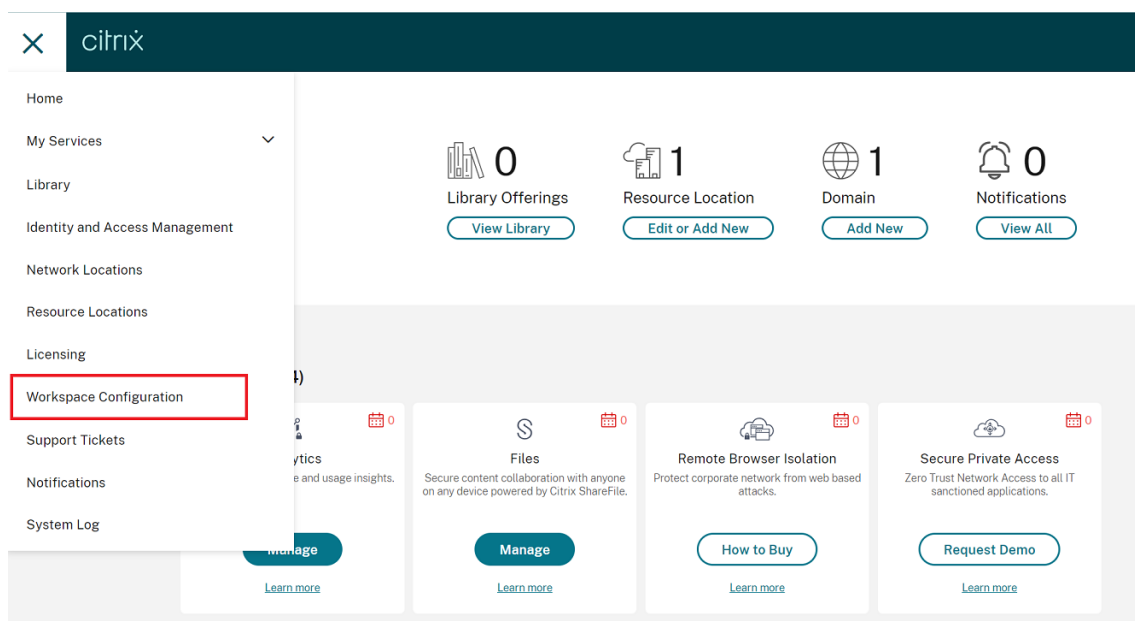 citrix
Home
My Services
Library
Identity and Access Management
Network Locations
Resource Locations
Licensing
Workspace Configuration
Support Tickets
Notifications
System Log
0
Library Offerings
View Library
1
Resource Location
Edit or Add New
1
Domain
Add New
0
Notifications
View All
4)
0
ytics
e and usage insights.
Manage
Learn more
0
Files
Secure content collaboration with anyone
on any device powered by Citrix ShareFile.
Manage
Learn more
0
Remote Browser Isolation
Protect corporate network from web based
attacks.
How to Buy
Learn more
0
Secure Private Access
Zero Trust Network Access to all IT
sanctioned applications.
Request Demo
Learn more